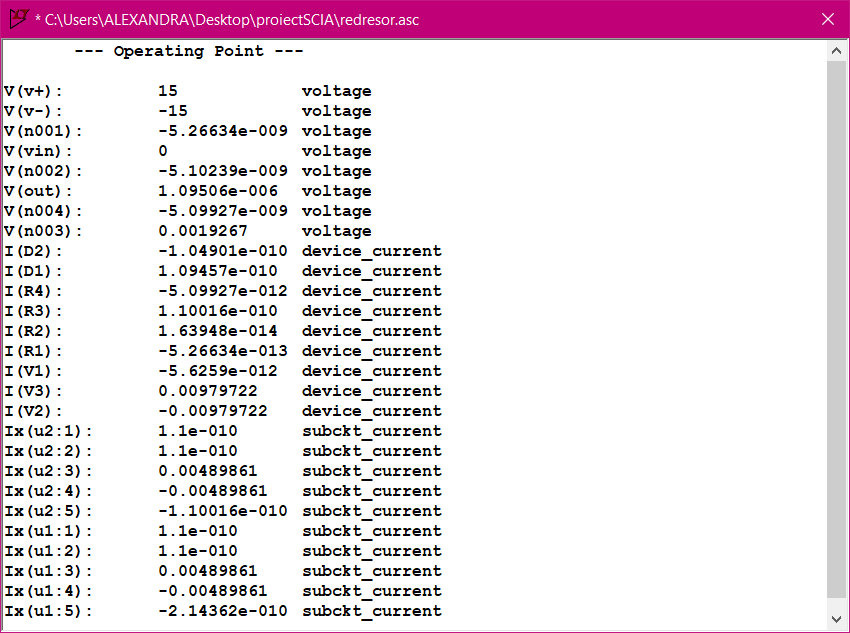 * C:\Users\ALEXANDRA\Desktop\proiectSCIA\redresor.asc
--- Operating Point ---
V(v+): 15 voltage
V(v-): -15 voltage
V(n001): -5.26634e-009 voltage
V(vin): 0 voltage
V(n002): -5.10239e-009 voltage
V(out): 1.09506e-006 voltage
V(n004): -5.09927e-009 voltage
V(n003): 0.0019267 voltage
I(D2): -1.04901e-010 device_current
I(D1): 1.09457e-010 device_current
I(R4): -5.09927e-012 device_current
I(R3): 1.10016e-010 device_current
I(R2): 1.63948e-014 device_current
I(R1): -5.26634e-013 device_current
I(V1): -5.6259e-012 device_current
I(V3): 0.00979722 device_current
I(V2): -0.00979722 device_current
Ix(u2:1): 1.1e-010 subckt_current
Ix(u2:2): 1.1e-010 subckt_current
Ix(u2:3): 0.00489861 subckt_current
Ix(u2:4): -0.00489861 subckt_current
Ix(u2:5): -1.10016e-010 subckt_current
Ix(u1:1): 1.1e-010 subckt_current
Ix(u1:2): 1.1e-010 subckt_current
Ix(u1:3): 0.00489861 subckt_current
Ix(u1:4): -0.00489861 subckt_current
Ix(u1:5): -2.14362e-010 subckt_current